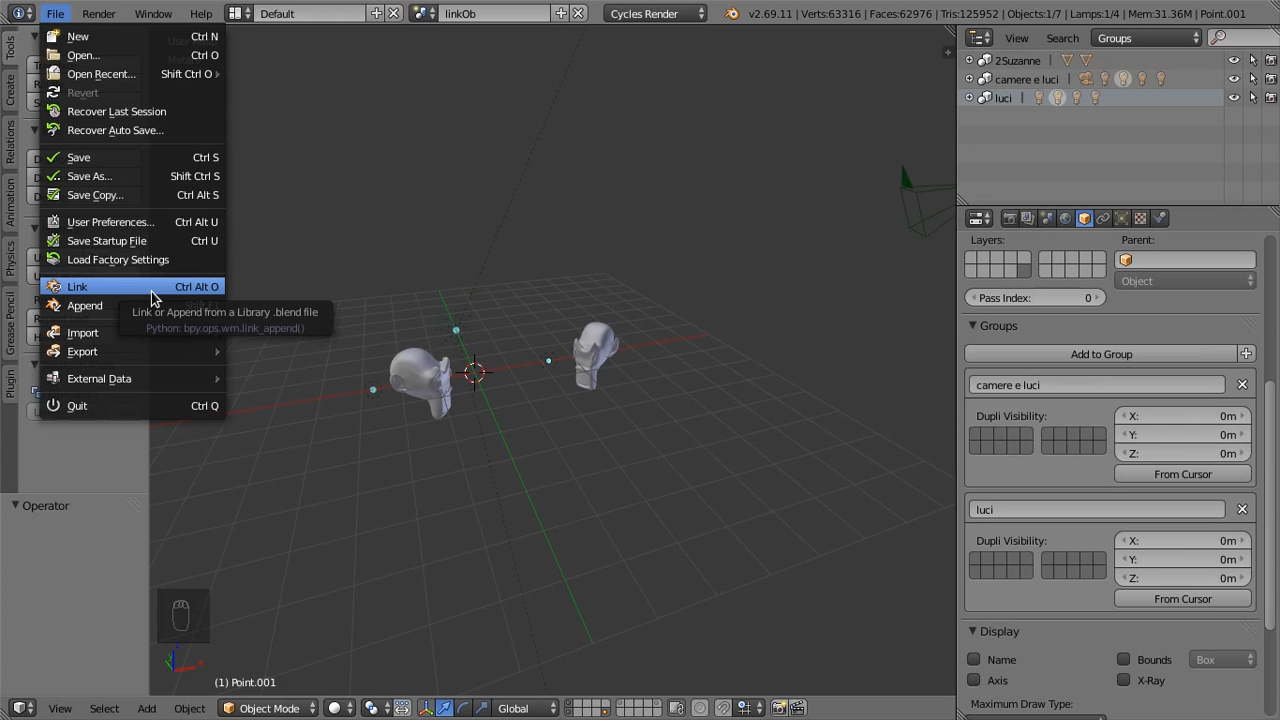 File Render Window Help Default linkOb Cycles Render v2.69.11 | Verts:63316 | Faces:62976 | Tris:125952 | Objects:1/7 | Lamps:1/4 | Mem:31.36M | Point.001
New Ctrl N
Open... Ctrl O
Open Recent... Shift Ctrl O
Revert
Recover Last Session
Recover Auto Save...
Save Ctrl S
Save As... Shift Ctrl S
Save Copy... Ctrl Alt S
User Preferences... Ctrl Alt U
Save Startup File Ctrl U
Load Factory Settings
Link Ctrl Alt O
Append
Import
Export
External Data
Quit Ctrl Q
Link or Append from a Library .blend file
Python: bpy.ops.wm.link_append()
Tools
Create
Relations
Animation
Physics
Grease Pencil
Plugin
Operator
(1) Point.001
View Select Add Object Object Mode Global
View Search Groups
2Suzanne
camere e luci
luci
Layers: Parent:
Object
Pass Index: 0
Groups
Add to Group
camere e luci
Dupli Visibility: X: 0m
Y: 0m
Z: 0m
From Cursor
luci
Dupli Visibility: X: 0m
Y: 0m
Z: 0m
From Cursor
Display
Name Bounds Box
Axis X-Ray
Maximum Draw Type: